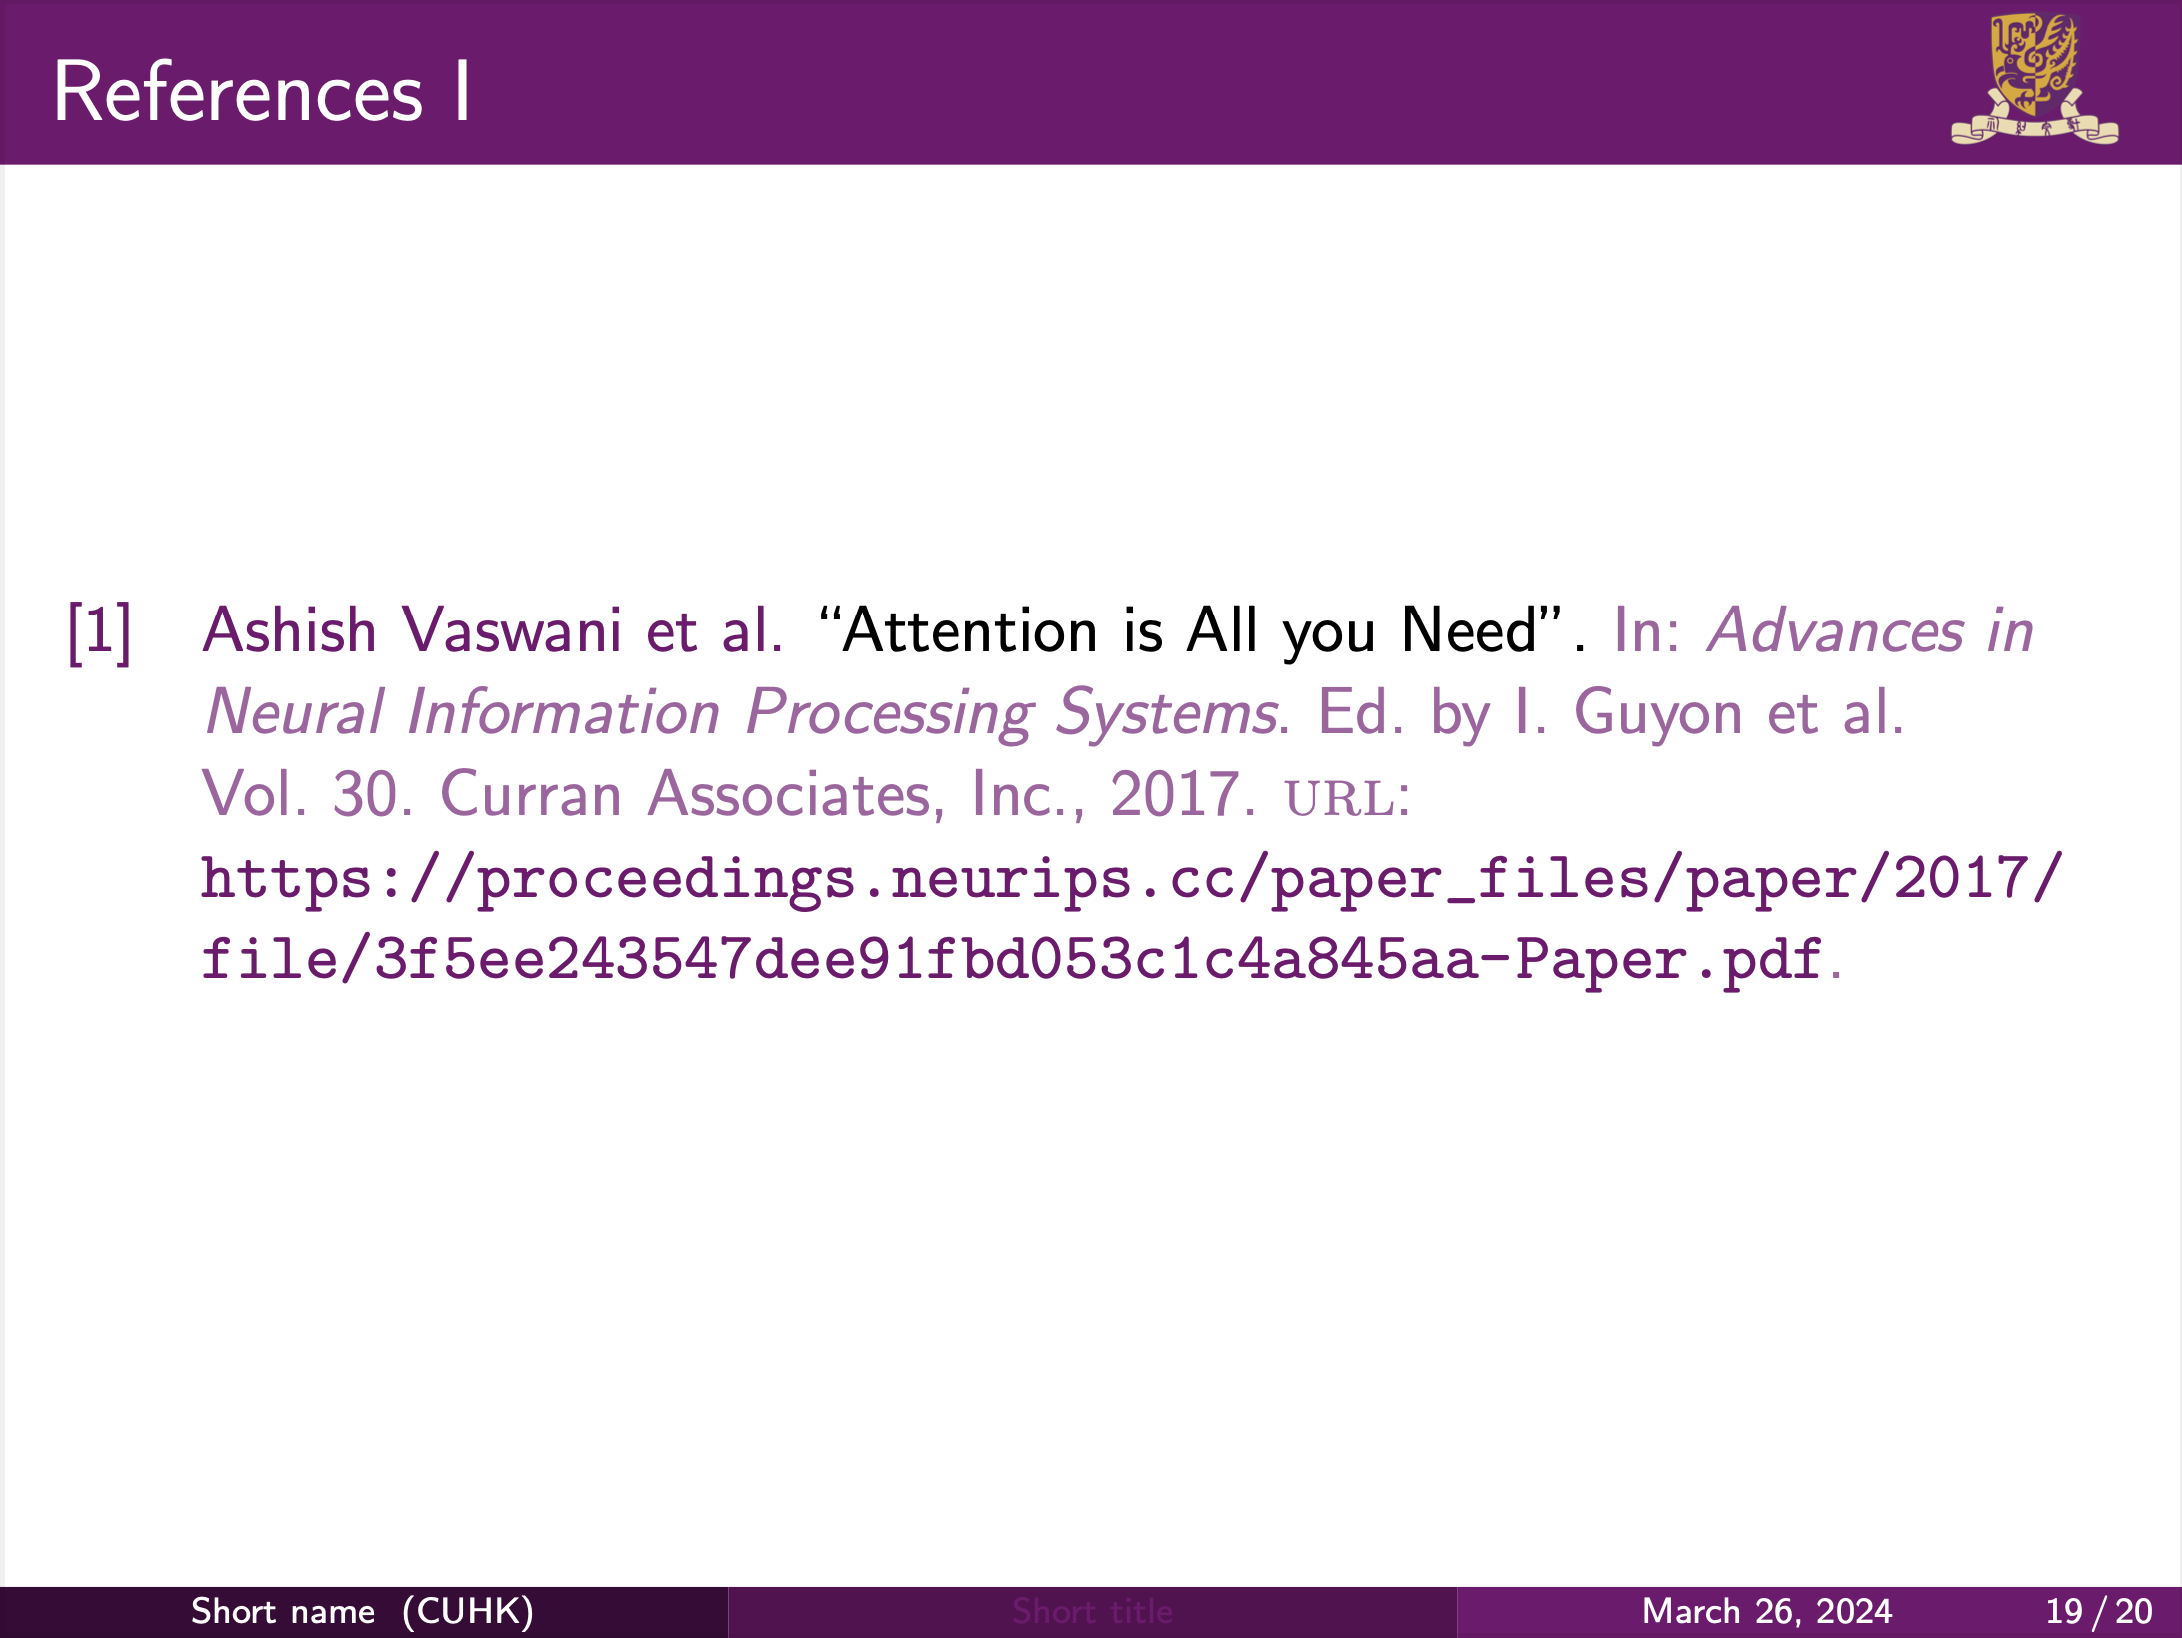 References I
[1] Ashish Vaswani et al. “Attention is All you Need”. In: Advances in
Neural Information Processing Systems. Ed. by I. Guyon et al.
Vol. 30. Curran Associates, Inc., 2017. URL:
https://proceedings.neurips.cc/paper_files/paper/2017/
file/3f5ee243547dee91fbd053c1c4a845aa-Paper.pdf.
Short name (CUHK) Short title March 26, 2024 19 / 20